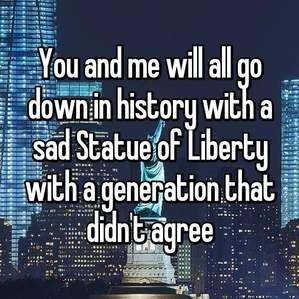 You and me will all go
down in history with a
sad Statue of Liberty
with a generation that
didn't agree